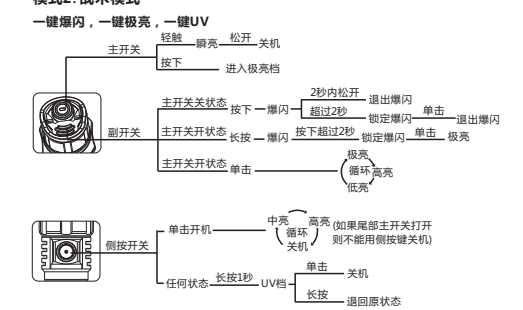 模式2:战术模式
一键爆闪，一键极亮，一键UV
主开关 轻触 瞬亮 松开 关机
按下 进入极亮档
副开关 主开关关状态 按下 爆闪 2秒内松开 退出爆闪
超过2秒 锁定爆闪 单击 退出爆闪
主开关开状态 长按 爆闪 按下超过2秒 锁定爆闪 单击 极亮
主开关开状态 单击 极亮 循环 高亮 低亮
侧按开关 单击开机 中亮 高亮 循环 关机 (如果尾部主开关打开
则不能用侧按键关机)
任何状态 长按1秒 UV档 单击 关机
长按 退回原状态